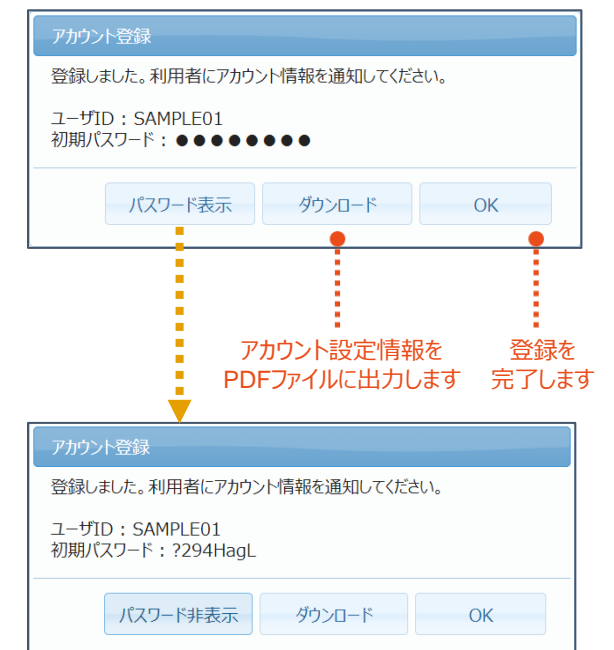 アカウント登録
登録しました。利用者にアカウント情報を通知してください。
ユーザID：SAMPLE01
初期パスワード：●●●●●●●●
パスワード表示 ダウンロード OK
アカウント設定情報を 登録を
PDFファイルに出力します 完了します
アカウント登録
登録しました。利用者にアカウント情報を通知してください。
ユーザID：SAMPLE01
初期パスワード：?294HagL
パスワード非表示 ダウンロード OK